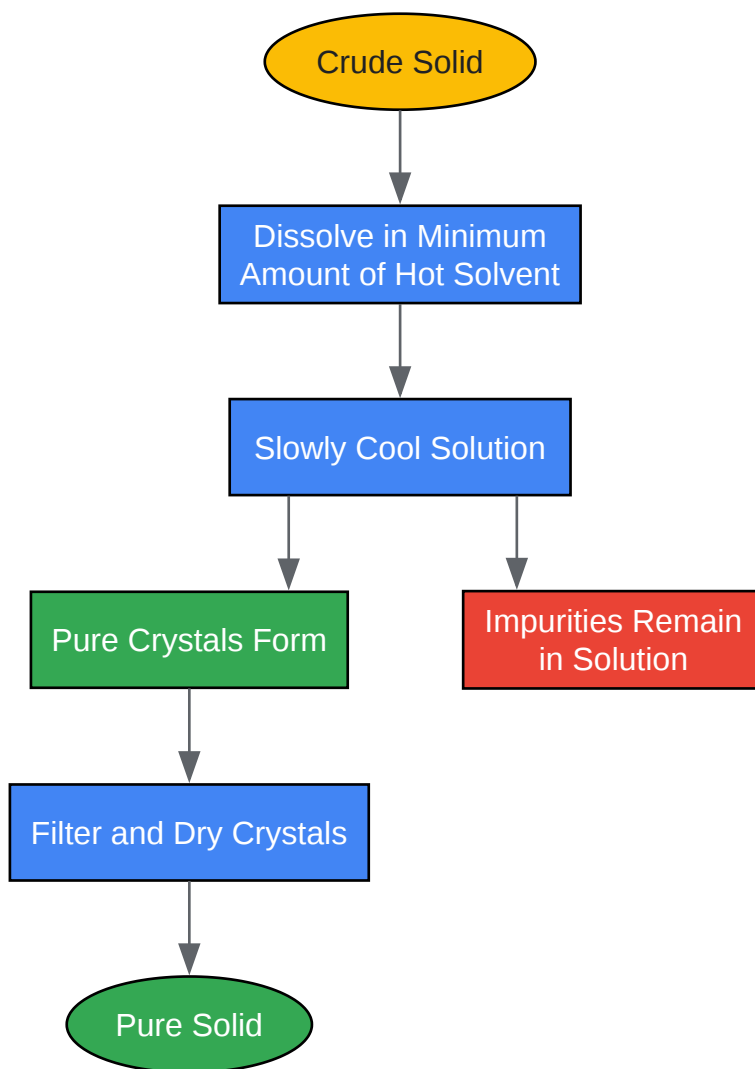 Crude Solid
Dissolve in Minimum
Amount of Hot Solvent
Slowly Cool Solution
Pure Crystals Form
Impurities Remain
in Solution
Filter and Dry Crystals
Pure Solid